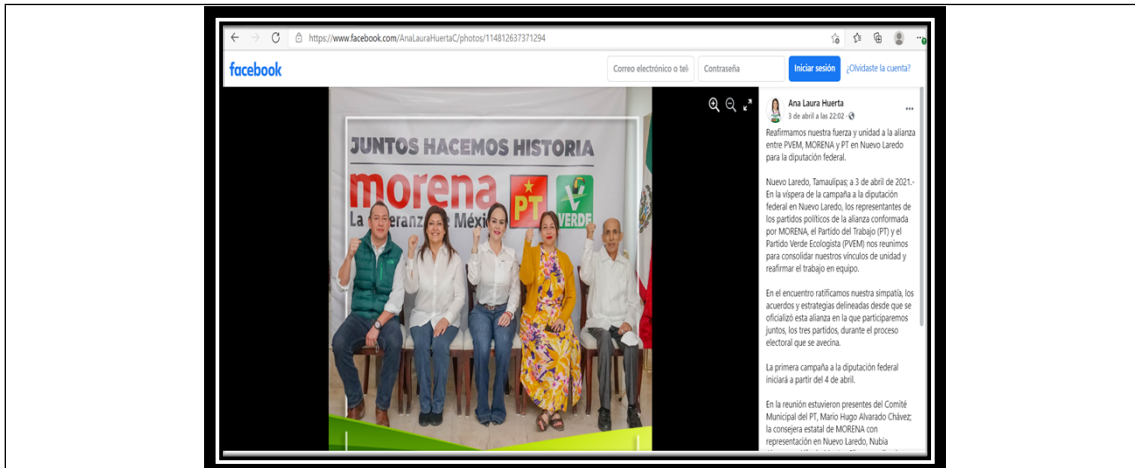 https://www.facebook.com/AnaLauraHuertaC/photos/114812637371294
facebook
Correo electrónico o tel
Contraseña
Iniciar sesión
¿Olvidaste la cuenta?
JUNTOS HACEMOS HISTORIA
morena
La
de Méxi
PT
VERDE
Ana Laura Huerta
3 de abril a las 22:02 ·
Reafirmamos nuestra fuerza y unidad a la alianza
entre PVEM, MORENA y PT en Nuevo Laredo
para la diputación federal.
Nuevo Laredo, Tamaulipas; a 3 de abril de 2021.-
En la víspera de la campaña a la diputación
federal en Nuevo Laredo, los representantes de
los partidos políticos de la alianza conformada
por MORENA, el Partido del Trabajo (PT) y el
Partido Verde Ecologista (PVEM) nos reunimos
para consolidar nuestros vínculos de unidad y
reafirmar el trabajo en equipo.
En el encuentro ratificamos nuestra simpatía, los
acuerdos y estrategias delineadas desde que se
oficializó esta alianza en la que participaremos
juntos, los tres partidos, durante el proceso
electoral que se avecina.
La primera campaña a la diputación federal
iniciará a partir del 4 de abril.
En la reunión estuvieron presentes del Comité
Municipal del PT, Mario Hugo Alvarado Chávez;
la consejera estatal de MORENA con
representación en Nuevo Laredo, Nubia